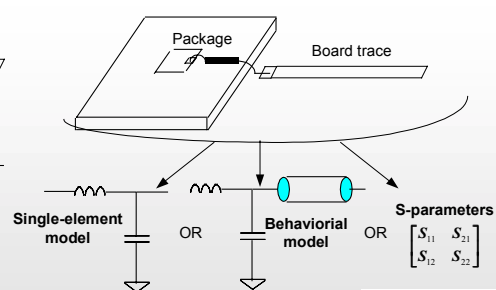 Package
Board trace
Single-element
model
OR
Behaviorial
model
OR
S-parameters
S11 S21
S12 S22